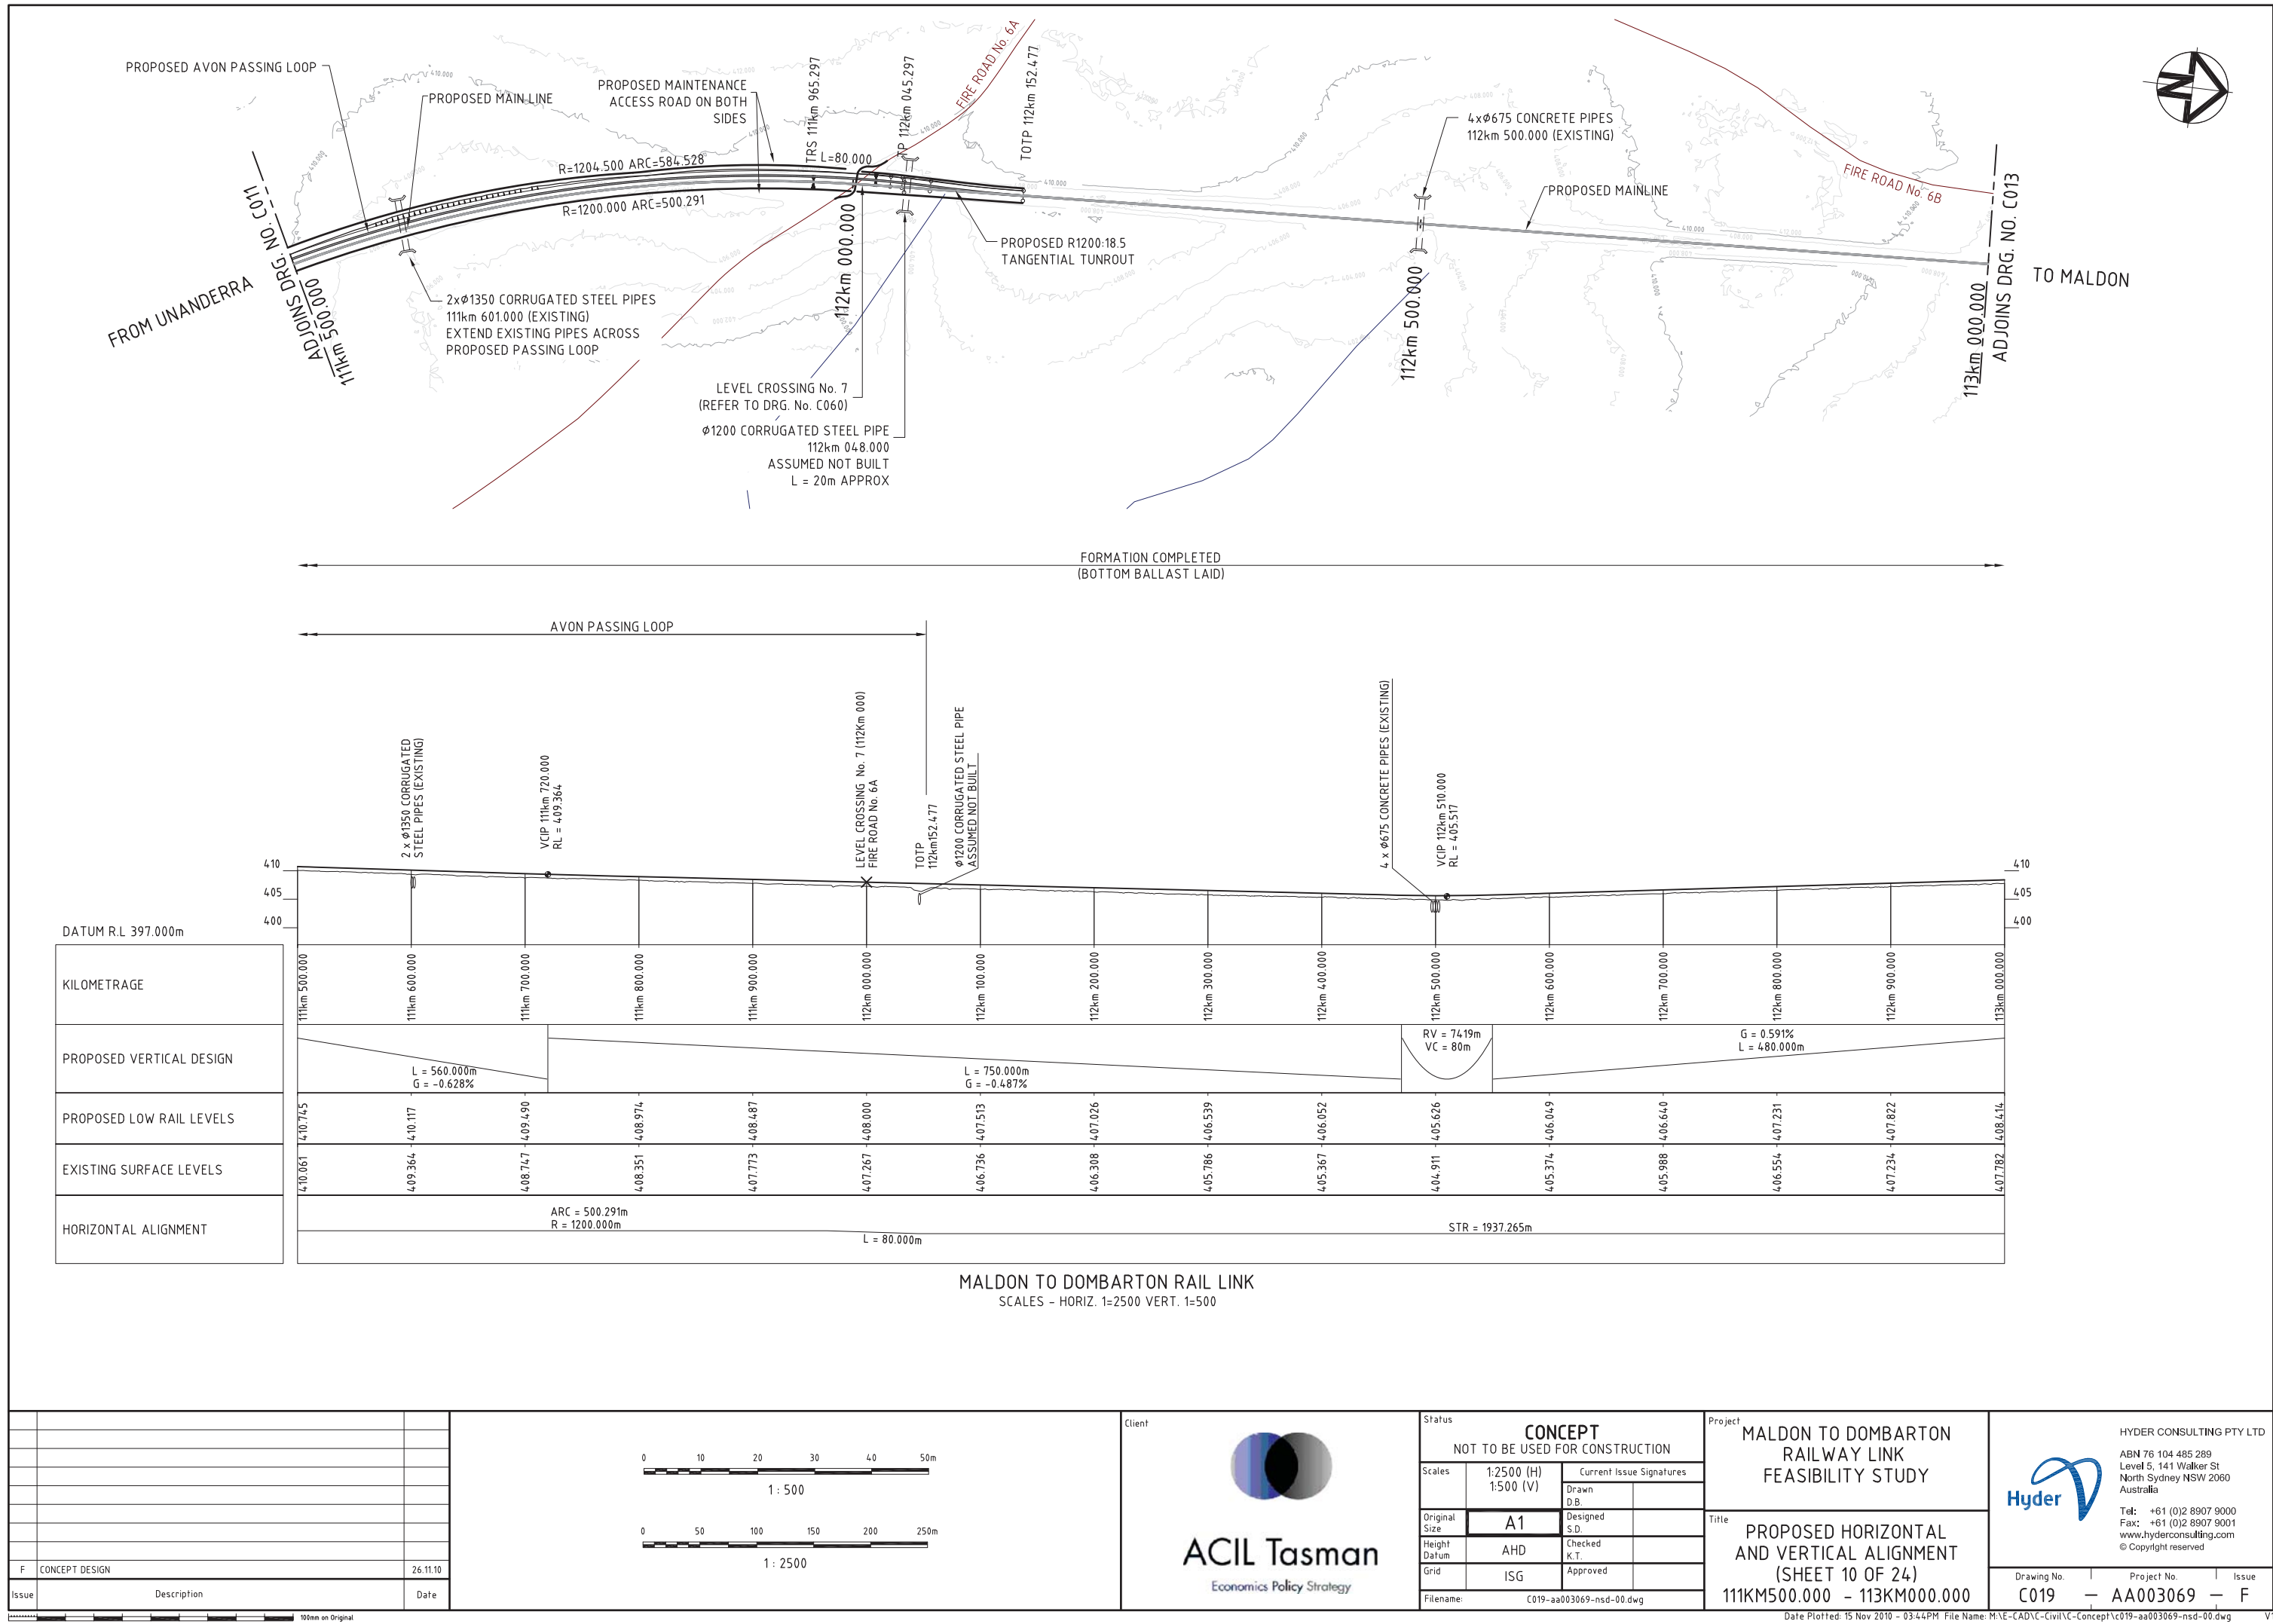 PROPOSED AVON PASSING LOOP
PROPOSED MAIN LINE
PROPOSED MAINTENANCE
ACCESS ROAD ON BOTH
SIDES
TRS 111km 965.297
L=80.000
TP 112km 045.297
FIRE ROAD No. 6A
TOTP 112km 152.477
4xφ675 CONCRETE PIPES
112km 500.000 (EXISTING)
PROPOSED MAINLINE
FIRE ROAD No. 6B
N
R=1204.500 ARC=584.528
R=1200.000 ARC=500.291
PROPOSED R1200:18.5
TANGENTIAL TUNROUT
FROM UNANDERRA
ADJOINS DRG. NO. C011
111km 500.000
2xφ1350 CORRUGATED STEEL PIPES
111km 601.000 (EXISTING)
EXTEND EXISTING PIPES ACROSS
PROPOSED PASSING LOOP
112km 000.000
112km 500.000
113km 000.000
ADJOINS DRG. NO. C013
TO MALDON
LEVEL CROSSING No. 7
(REFER TO DRG. No. C060)
φ1200 CORRUGATED STEEL PIPE
112km 048.000
ASSUMED NOT BUILT
L = 20m APPROX
FORMATION COMPLETED
(BOTTOM BALLAST LAID)
AVON PASSING LOOP
2 x φ1350 CORRUGATED
STEEL PIPES (EXISTING)
VCIP 111km 720.000
RL = 409.364
LEVEL CROSSING No. 7 (112Km 000)
FIRE ROAD No. 6A
TOTP
112km152.477
φ1200 CORRUGATED STEEL PIPE
ASSUMED NOT BUILT
4 x φ675 CONCRETE PIPES (EXISTING)
VCIP 112km 510.000
RL = 405.517
410
405
400
410
405
400
DATUM R.L 397.000m
KILOMETRAGE
111km 500.000 111km 600.000 111km 700.000 111km 800.000 111km 900.000 112km 000.000 112km 100.000 112km 200.000 112km 300.000 112km 400.000 112km 500.000 112km 600.000 112km 700.000 112km 800.000 112km 900.000 113km 000.000
PROPOSED VERTICAL DESIGN
L = 560.000m
G = -0.628%
L = 750.000m
G = -0.487%
RV = 7419m
VC = 80m
G = 0.591%
L = 480.000m
PROPOSED LOW RAIL LEVELS
410.745 410.117 409.490 408.974 408.487 408.000 407.513 407.026 406.539 406.052 405.626 406.049 406.640 407.231 407.822 408.414
EXISTING SURFACE LEVELS
410.061 409.364 408.747 408.351 407.773 407.267 406.736 406.308 405.786 405.367 404.911 405.374 405.988 406.554 407.234 407.782
HORIZONTAL ALIGNMENT
ARC = 500.291m
R = 1200.000m
L = 80.000m
STR = 1937.265m
MALDON TO DOMBARTON RAIL LINK
SCALES - HORIZ. 1=2500 VERT. 1=500
F CONCEPT DESIGN 26.11.10
Issue Description Date
100mm on Original
0 10 20 30 40 50m
1 : 500
0 50 100 150 200 250m
1 : 2500
Client
ACIL Tasman
Economics Policy Strategy
Status
CONCEPT
NOT TO BE USED FOR CONSTRUCTION
Scales 1:2500 (H)
1:500 (V)
Current Issue Signatures
Drawn
D.B.
Original
Size A1
Designed
S.D.
Height
Datum AHD
Checked
K.T.
Grid ISG
Approved
Filename: C019-aa003069-nsd-00.dwg
Project
MALDON TO DOMBARTON
RAILWAY LINK
FEASIBILITY STUDY
Title
PROPOSED HORIZONTAL
AND VERTICAL ALIGNMENT
(SHEET 10 OF 24)
111KM500.000 - 113KM000.000
Hyder
HYDER CONSULTING PTY LTD
ABN 76 104 485 289
Level 5, 141 Walker St
North Sydney NSW 2060
Australia
Tel: +61 (0)2 8907 9000
Fax: +61 (0)2 8907 9001
www.hyderconsulting.com
© Copyright reserved
Drawing No. Project No. Issue
C019 — AA003069 — F
Date Plotted: 15 Nov 2010 - 03:44PM File Name: M:\E-CAD\C-Civil\C-Concept\c019-aa003069-nsd-00.dwg